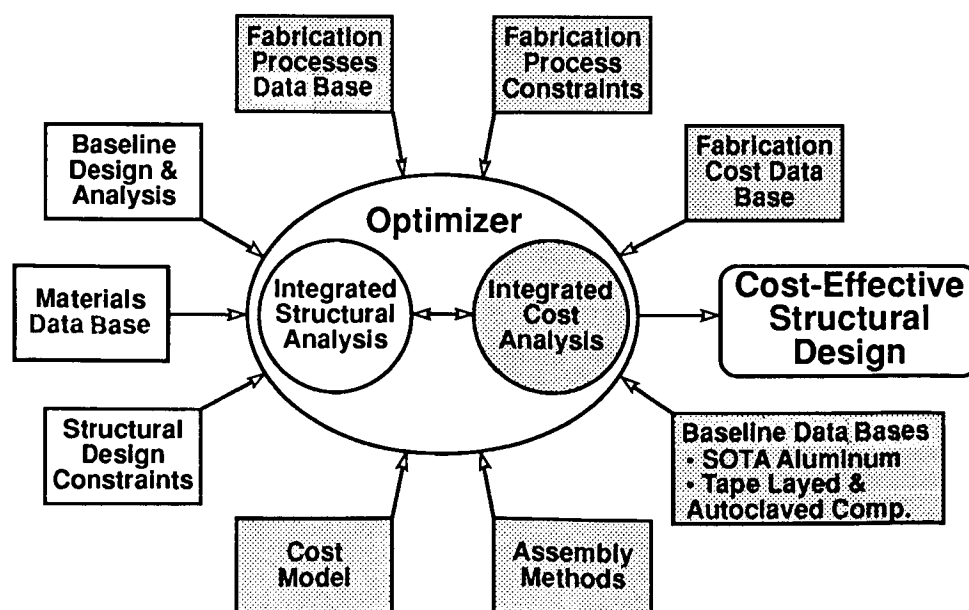 Fabrication
Processes
Data Base
Fabrication
Process
Constraints
Baseline
Design &
Analysis
Fabrication
Cost Data
Base
Optimizer
Materials
Data Base
Integrated
Structural
Analysis
Integrated
Cost
Analysis
Cost-Effective
Structural
Design
Structural
Design
Constraints
Baseline Data Bases
• SOTA Aluminum
• Tape Layed &
Autoclaved Comp.
Cost
Model
Assembly
Methods